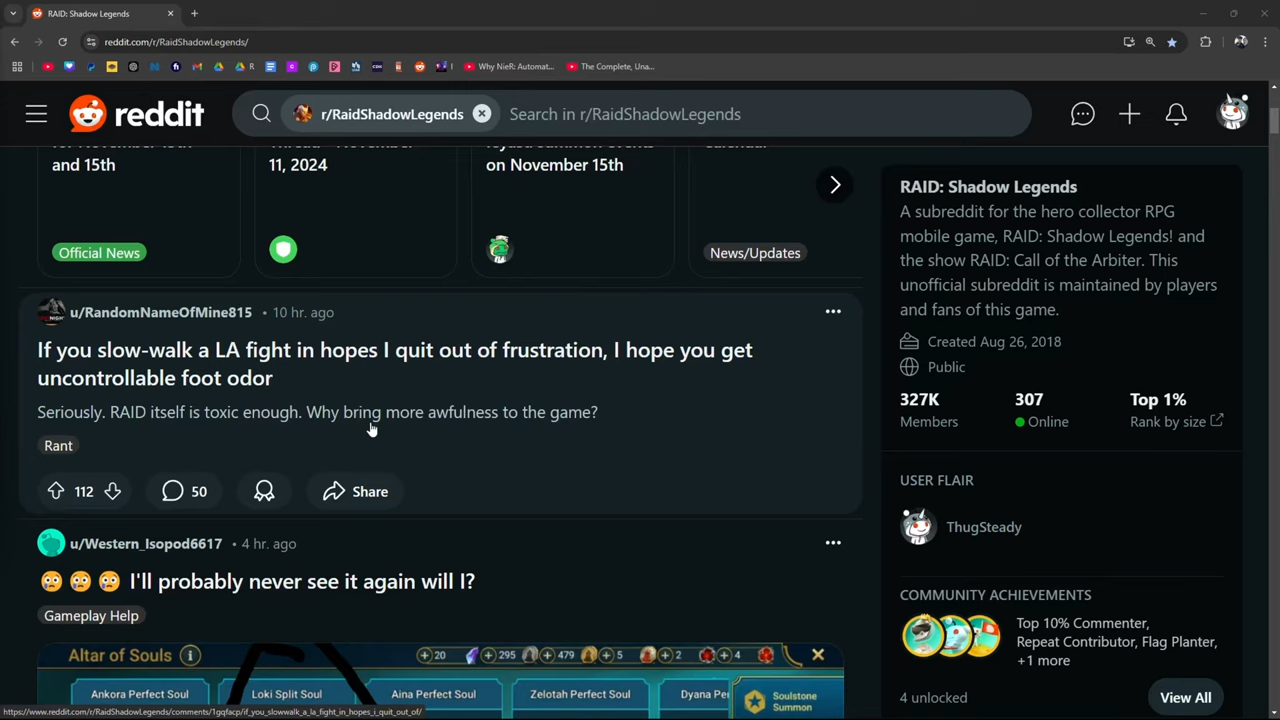 RAID: Shadow Legends
reddit.com/r/RaidShadowLegends/
Why NieR: Automat...
The Complete, Una...
reddit
r/RaidShadowLegends
Search in r/RaidShadowLegends
and 15th
11, 2024
on November 15th
Official News
News/Updates
u/RandomNameOfMine815 • 10 hr. ago
If you slow-walk a LA fight in hopes I quit out of frustration, I hope you get
uncontrollable foot odor
Seriously. RAID itself is toxic enough. Why bring more awfulness to the game?
Rant
112
50
Share
u/Western_Isopod6617 • 4 hr. ago
I'll probably never see it again will I?
Gameplay Help
Altar of Souls
20
295
479
5
2
4
Ankora Perfect Soul
Loki Split Soul
Aina Perfect Soul
Zelotah Perfect Soul
Dyana Per
Soulstone
Summon
RAID: Shadow Legends
A subreddit for the hero collector RPG
mobile game, RAID: Shadow Legends! and
the show RAID: Call of the Arbiter. This
unofficial subreddit is maintained by players
and fans of this game.
Created Aug 26, 2018
Public
327K
307
Top 1%
Members
Online
Rank by size
USER FLAIR
ThugSteady
COMMUNITY ACHIEVEMENTS
Top 10% Commenter,
Repeat Contributor, Flag Planter,
+1 more
4 unlocked
View All
https://www.reddit.com/r/RaidShadowLegends/comments/1gqfacp/if_you_slowwalk_a_la_fight_in_hopes_i_quit_out_of/